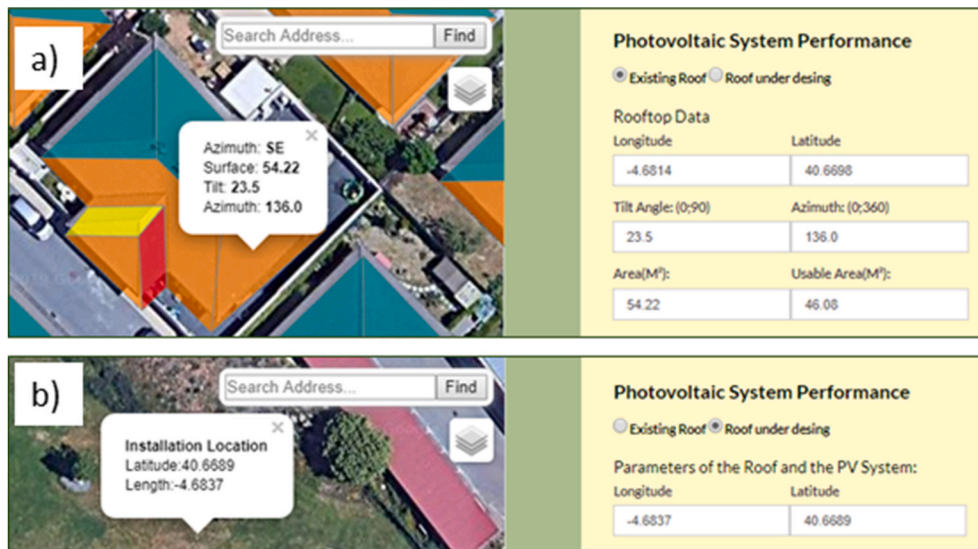 a)
Search Address...
Find
Azimuth: SE
Surface: 54.22
Tilt: 23.5
Azimuth: 136.0
Photovoltaic System Performance
Existing Roof Roof under desing
Rooftop Data
Longitude Latitude
-4.6814 40.6698
Tilt Angle: (0;90) Azimuth: (0;360)
23.5 136.0
Area(M²): Usable Area(M²):
54.22 46.08
b)
Search Address...
Find
Installation Location
Latitude:40.6689
Length:-4.6837
Photovoltaic System Performance
Existing Roof Roof under desing
Parameters of the Roof and the PV System:
Longitude Latitude
-4.6837 40.6689